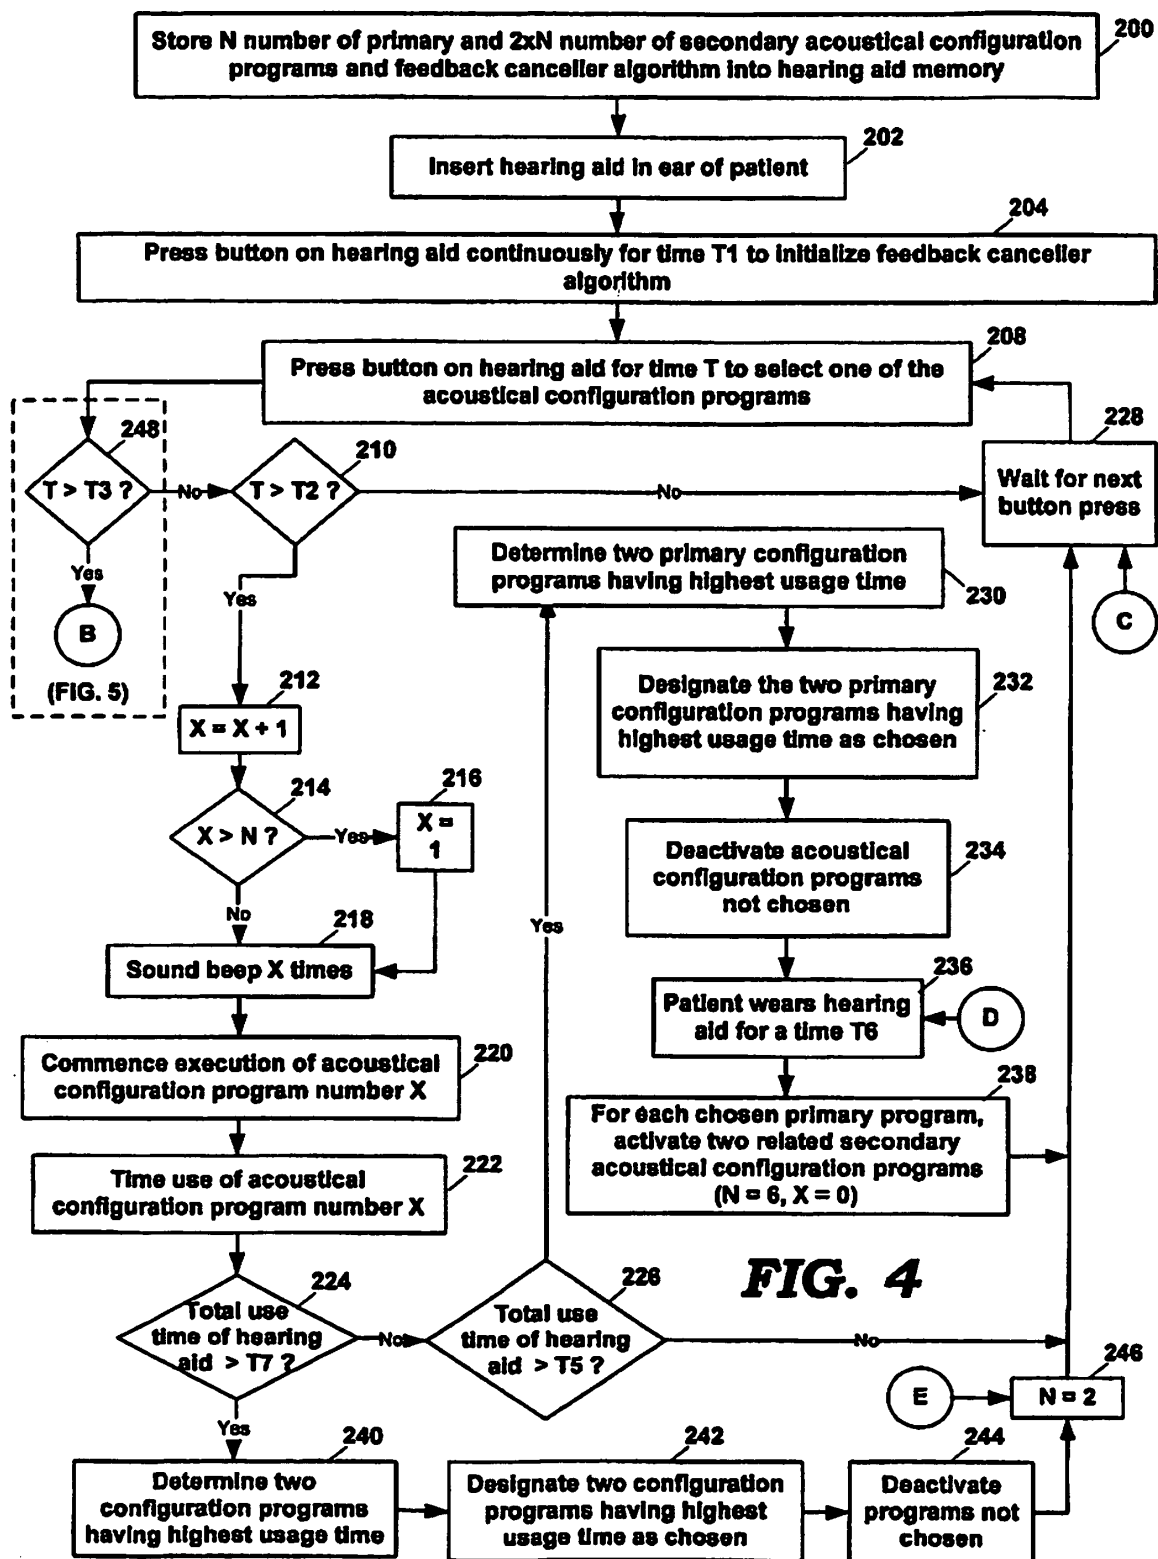 200
Store N number of primary and 2xN number of secondary acoustical configuration
programs and feedback canceller algorithm into hearing aid memory
202
Insert hearing aid in ear of patient
204
Press button on hearing aid continuously for time T1 to initialize feedback canceller
algorithm
208
Press button on hearing aid for time T to select one of the
acoustical configuration programs
248
T > T3 ?
No
210
T > T2 ?
No
228
Wait for next
button press
Yes
B
(FIG. 5)
Yes
C
212
X = X + 1
214
X > N ?
Yes
216
X =
1
No
218
Sound beep X times
220
Commence execution of acoustical
configuration program number X
222
Time use of acoustical
configuration program number X
224
Total use
time of hearing
aid > T7 ?
No
226
Total use
time of hearing
aid > T5 ?
No
Yes
Determine two primary configuration
programs having highest usage time
230
Designate the two primary
configuration programs having
highest usage time as chosen
232
Deactivate acoustical
configuration programs
not chosen
234
236
Patient wears hearing
aid for a time T6
D
238
For each chosen primary program,
activate two related secondary
acoustical configuration programs
(N = 6, X = 0)
FIG. 4
Yes
240
Determine two
configuration programs
having highest usage time
242
Designate two configuration
programs having highest
usage time as chosen
244
Deactivate
programs not
chosen
E
246
N = 2